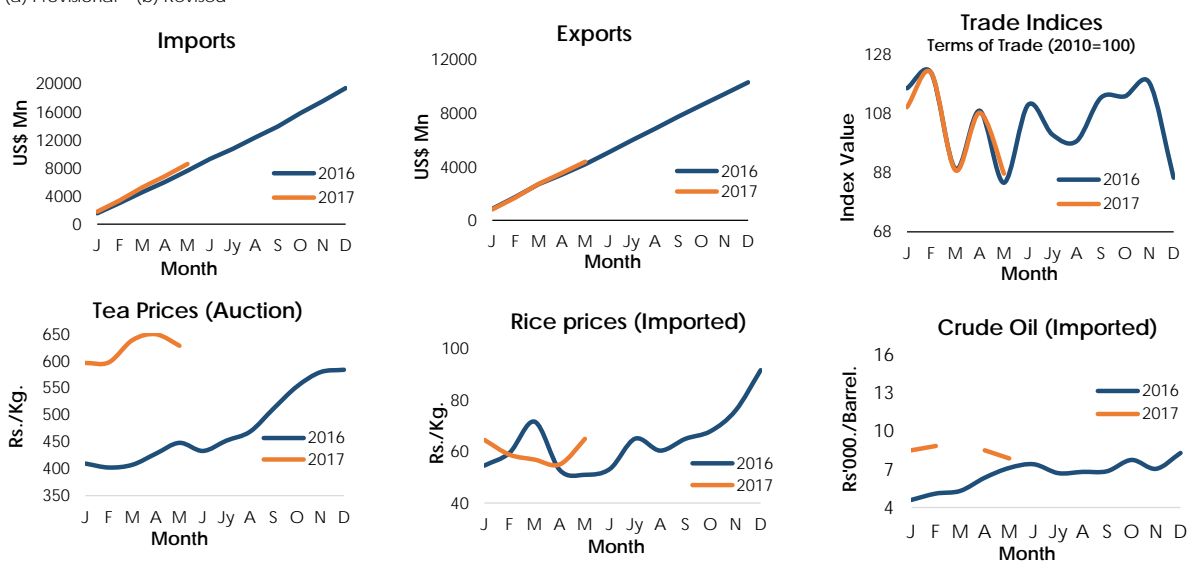 (a) Provisional (b) Revised
Imports
US$ Mn
20000
16000
12000
8000
4000
0
2016
2017
J F M A M J Jy A S O N D
Month
Exports
US$ Mn
12000
8000
4000
0
2016
2017
J F M A M J Jy A S O N D
Month
Trade Indices
Terms of Trade (2010=100)
Index Value
128
108
88
68
2016
2017
J F M A M J Jy A S O N D
Month
Tea Prices (Auction)
Rs./Kg.
650
600
550
500
450
400
350
2016
2017
J F M A M J Jy A S O N D
Month
Rice prices (Imported)
Rs./Kg.
100
80
60
40
2016
2017
J F M A M J Jy A S O N D
Month
Crude Oil (Imported)
Rs'000./Barrel.
16
13
10
7
4
2016
2017
J F M A M J Jy A S O N D
Month